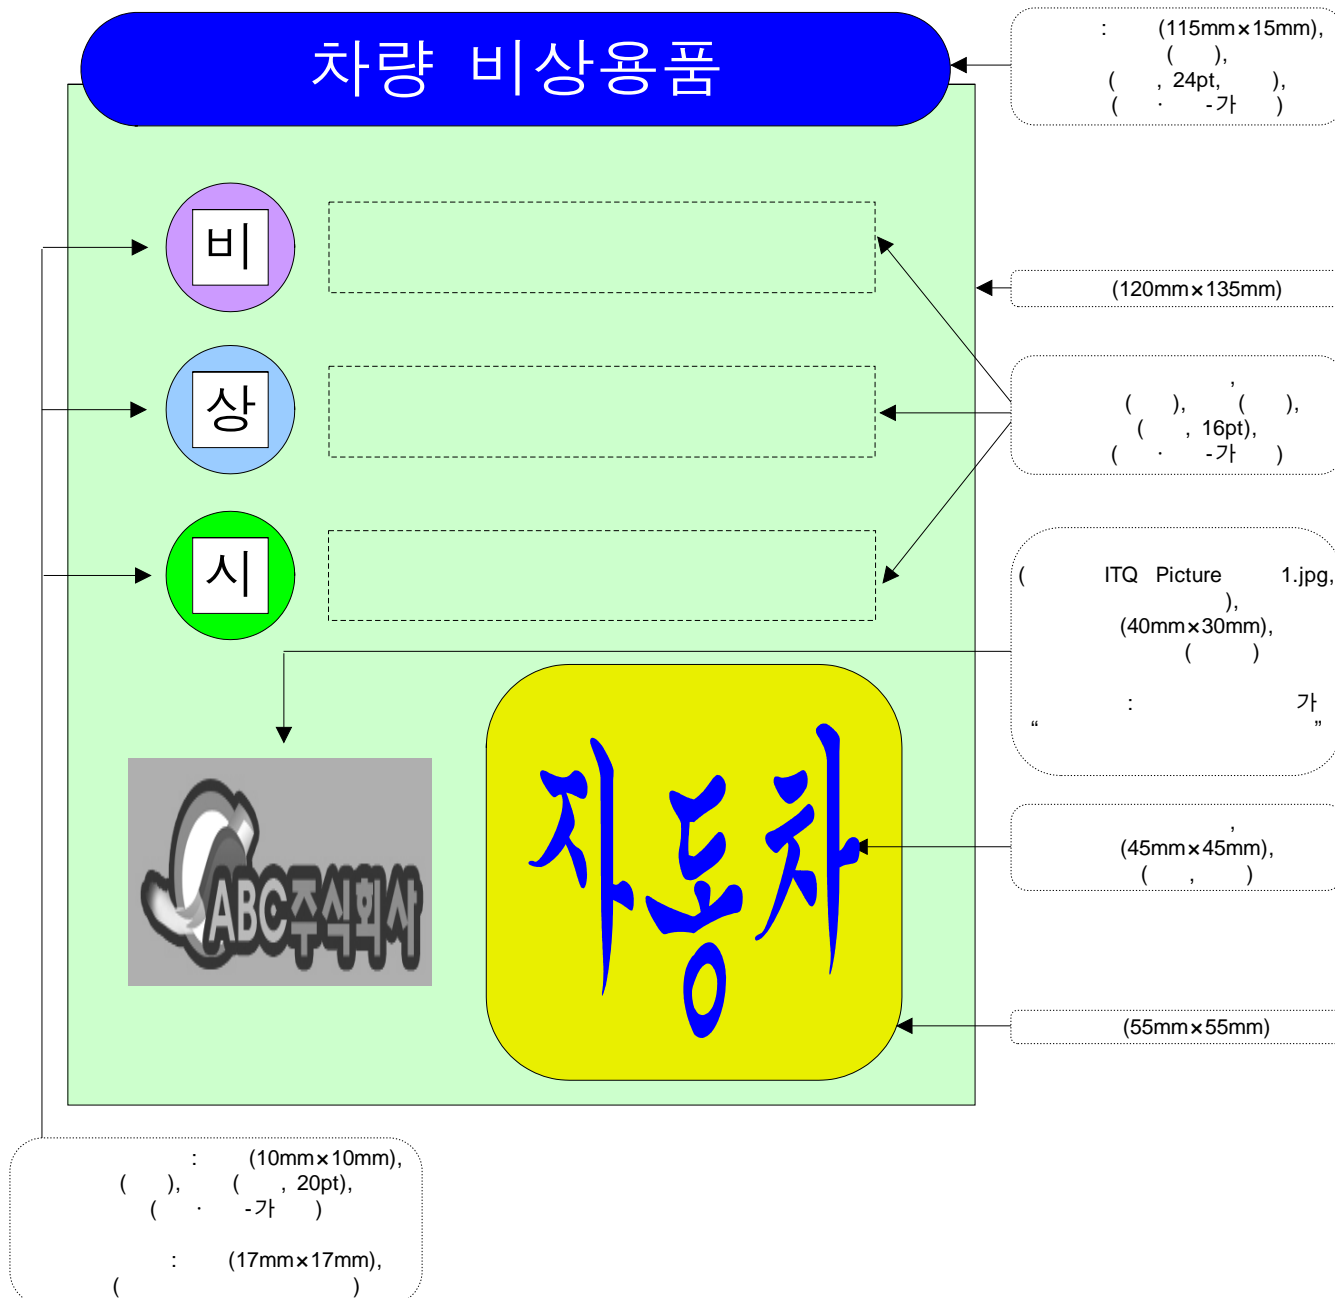 차량 비상용품
: (115mm×15mm),
( ),
( , 24pt, ),
( · -가 )
비
(120mm×135mm)
상
,
( ), ( ),
( , 16pt),
( · -가 )
시
( ITQ Picture 1.jpg,
),
(40mm×30mm),
( )
: 가
“ ”
자동차
ABC주식회사
,
(45mm×45mm),
( , )
(55mm×55mm)
: (10mm×10mm),
( ), ( , 20pt),
( · -가 )
: (17mm×17mm),
( )